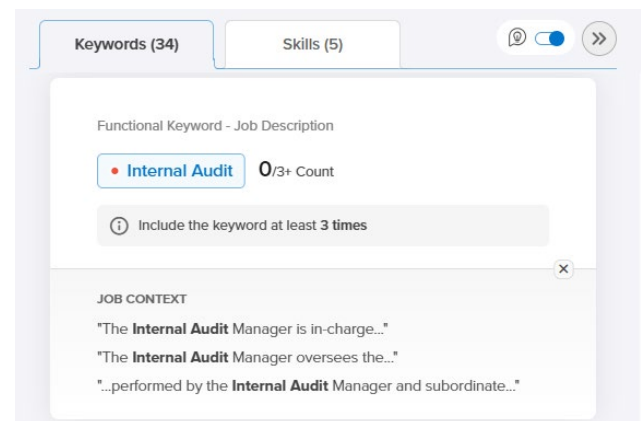 Keywords (34)
Skills (5)
Functional Keyword - Job Description
• Internal Audit 0/3+ Count
Include the keyword at least 3 times
JOB CONTEXT
"The Internal Audit Manager is in-charge..."
"The Internal Audit Manager oversees the..."
"...performed by the Internal Audit Manager and subordinate..."